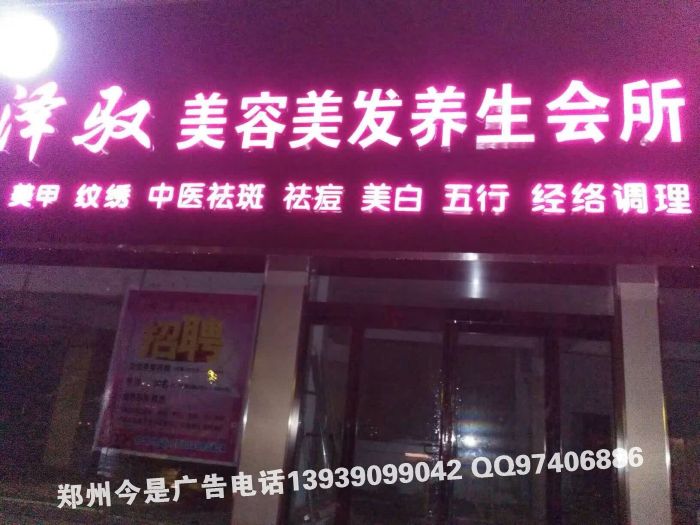 泽驭 美容美发养生会所
美甲 纹绣 中医祛斑 祛痘 美白 五行 经络调理
招聘
郑州今是广告电话13939099042 QQ97406886